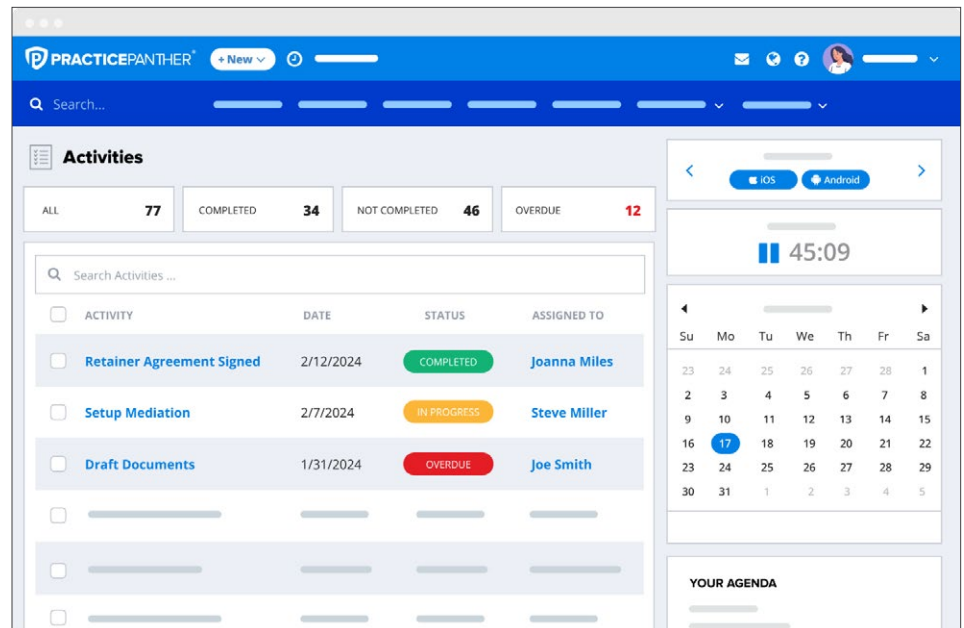 PRACTICEPANTHER® + New
Search...
Activities
iOS Android
ALL 77 COMPLETED 34 NOT COMPLETED 46 OVERDUE 12
45:09
Search Activities ...
ACTIVITY DATE STATUS ASSIGNED TO
Retainer Agreement Signed 2/12/2024 COMPLETED Joanna Miles
Setup Mediation 2/7/2024 IN PROGRESS Steve Miller
Draft Documents 1/31/2024 OVERDUE Joe Smith
Su Mo Tu We Th Fr Sa
23 24 25 26 27 28 1
2 3 4 5 6 7 8
9 10 11 12 13 14 15
16 17 18 19 20 21 22
23 24 25 26 27 28 29
30 31 1 2 3 4 5
YOUR AGENDA